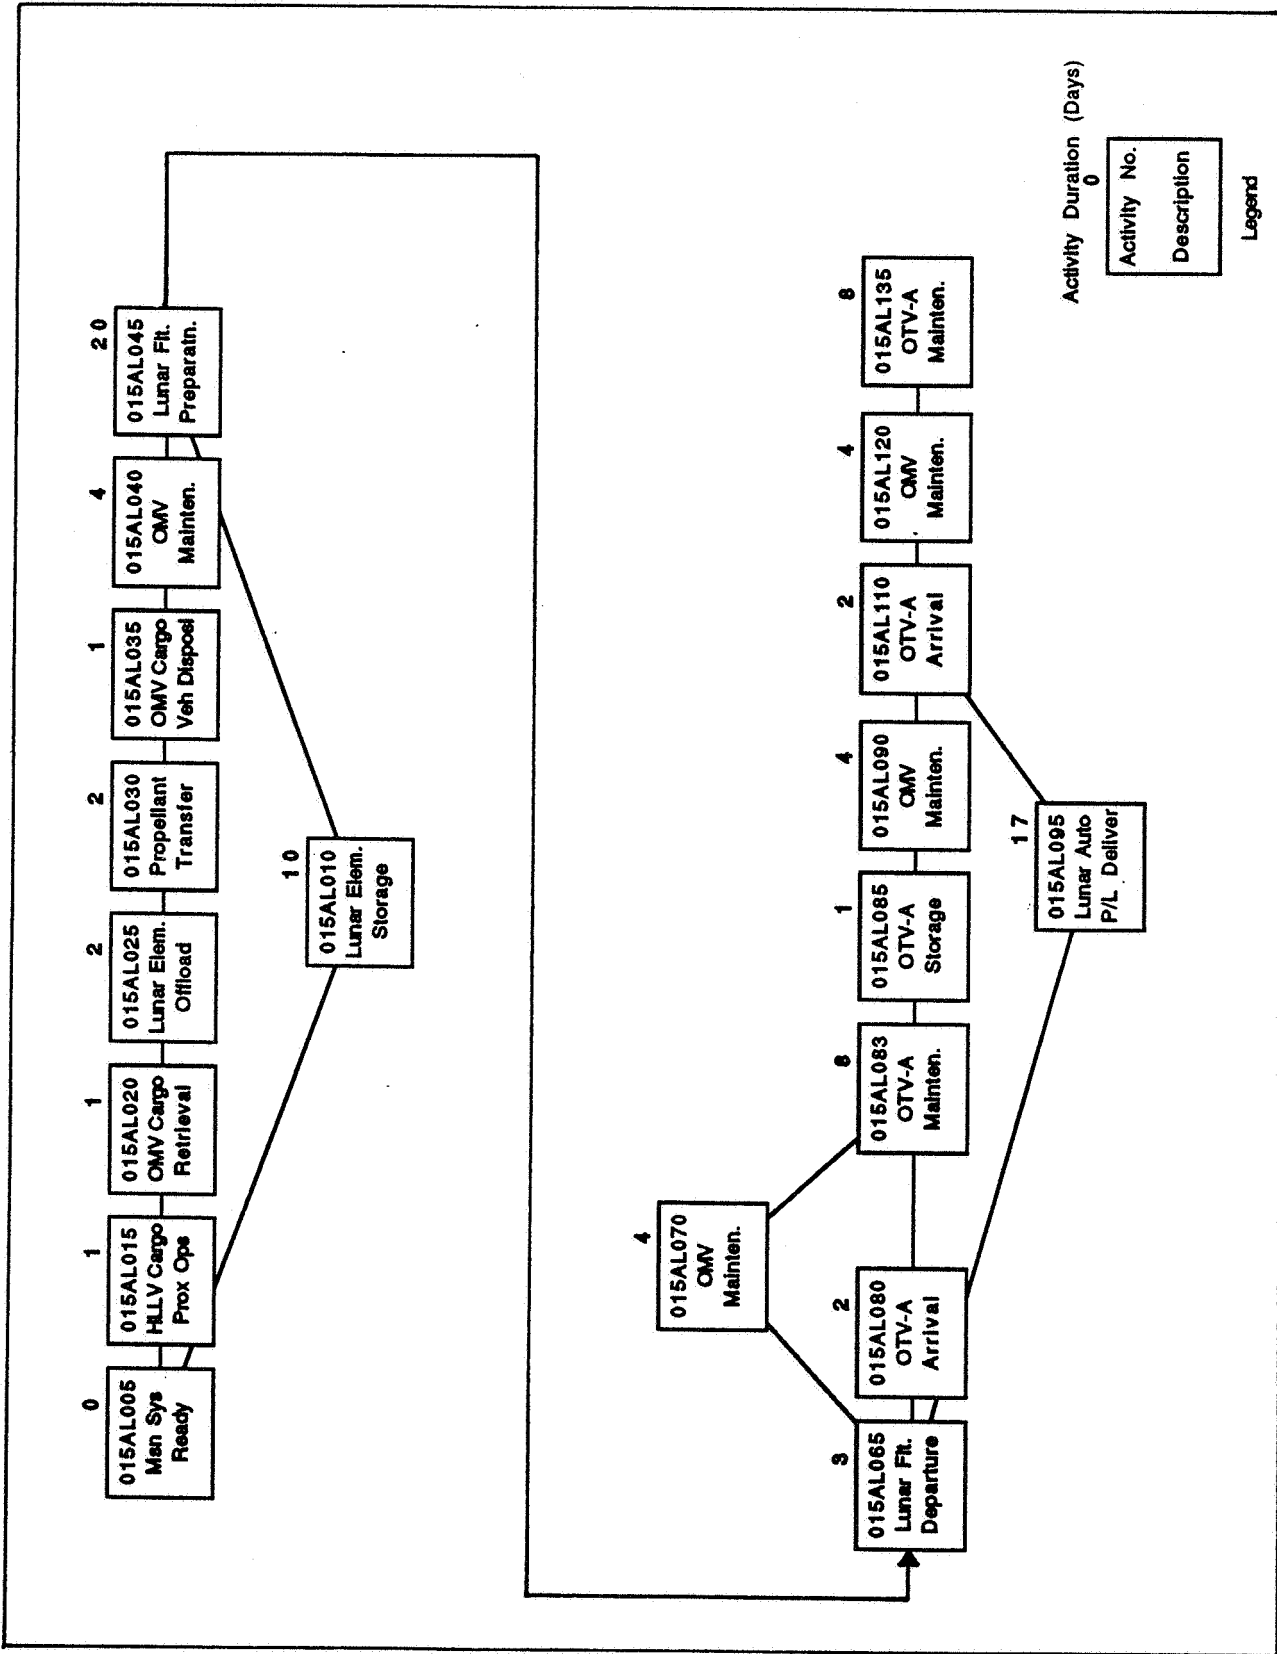 0
015AL005
Msn Sys
Ready
1
015AL015
HLLV Cargo
Prox Ops
1
015AL020
OMV Cargo
Retrieval
2
015AL025
Lunar Elem.
Offload
2
015AL030
Propellant
Transfer
1
015AL035
OMV Cargo
Veh Disposl
4
015AL040
OMV
Mainten.
20
015AL045
Lunar Flt.
Preparatn.
10
015AL010
Lunar Elem.
Storage
4
015AL070
OMV
Mainten.
3
015AL065
Lunar Flt.
Departure
2
015AL080
OTV-A
Arrival
8
015AL083
OTV-A
Mainten.
1
015AL085
OTV-A
Storage
4
015AL090
OMV
Mainten.
2
015AL110
OTV-A
Arrival
4
015AL120
OMV
Mainten.
8
015AL135
OTV-A
Mainten.
17
015AL095
Lunar Auto
P/L Deliver
Activity Duration (Days)
0
Activity No.
Description
Legend